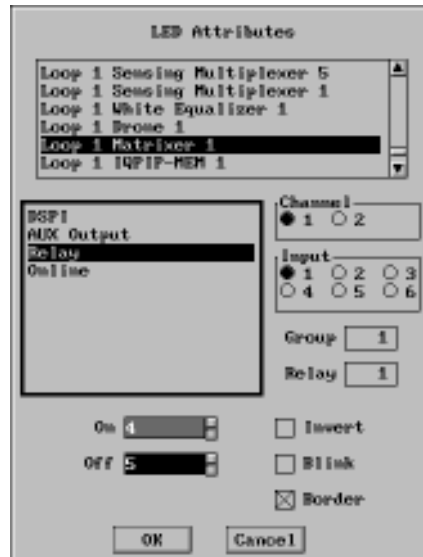 LED Attributes
Loop 1 Sensing Multiplexer 5
Loop 1 Sensing Multiplexer 1
Loop 1 White Equalizer 1
Loop 1 Drone 1
Loop 1 Matrixer 1
Loop 1 IQPIP-MEM 1
DSPI
AUX Output
Relay
Online
Channel
1 2
Input
1 2 3
4 5 6
Group 1
Relay 1
On 4
Invert
Off 5
Blink
Border
OK Cancel